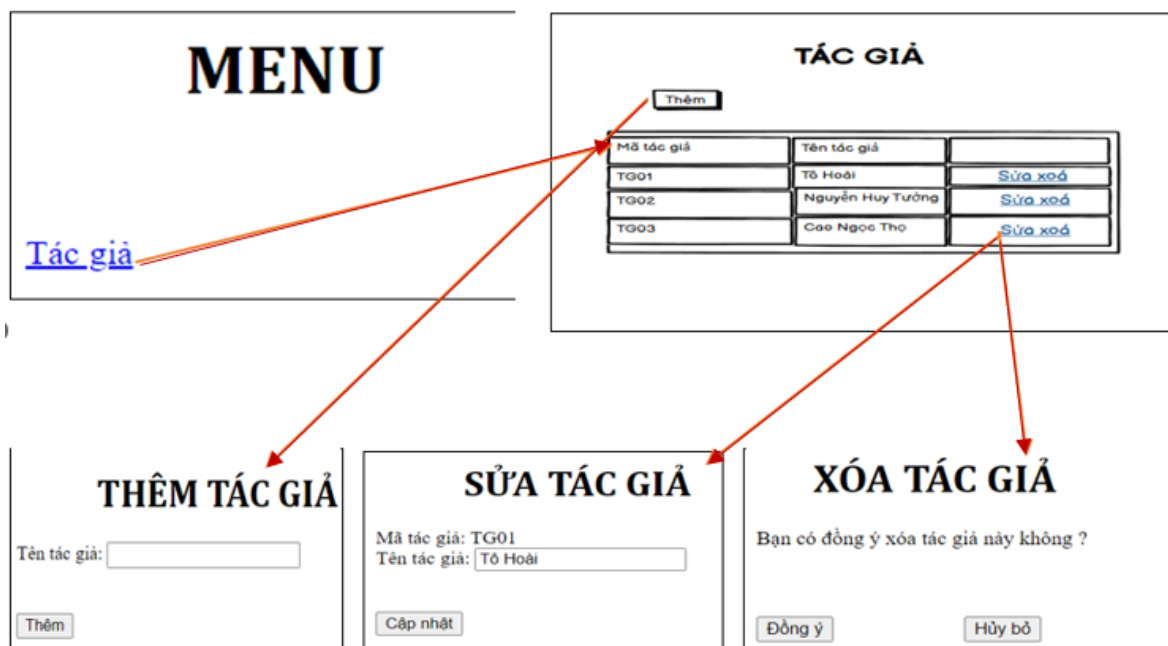 MENU
Tác giả
TÁC GIẢ
Thêm
Mã tác giả Tên tác giả
TG01 Tô Hoài Sửa xoá
TG02 Nguyễn Huy Tưởng Sửa xoá
TG03 Cao Ngọc Thọ Sửa xoá
THÊM TÁC GIẢ
Tên tác giả:
Thêm
SỬA TÁC GIẢ
Mã tác giả: TG01
Tên tác giả: Tô Hoài
Cập nhật
XÓA TÁC GIẢ
Bạn có đồng ý xóa tác giả này không ?
Đồng ý Hủy bỏ